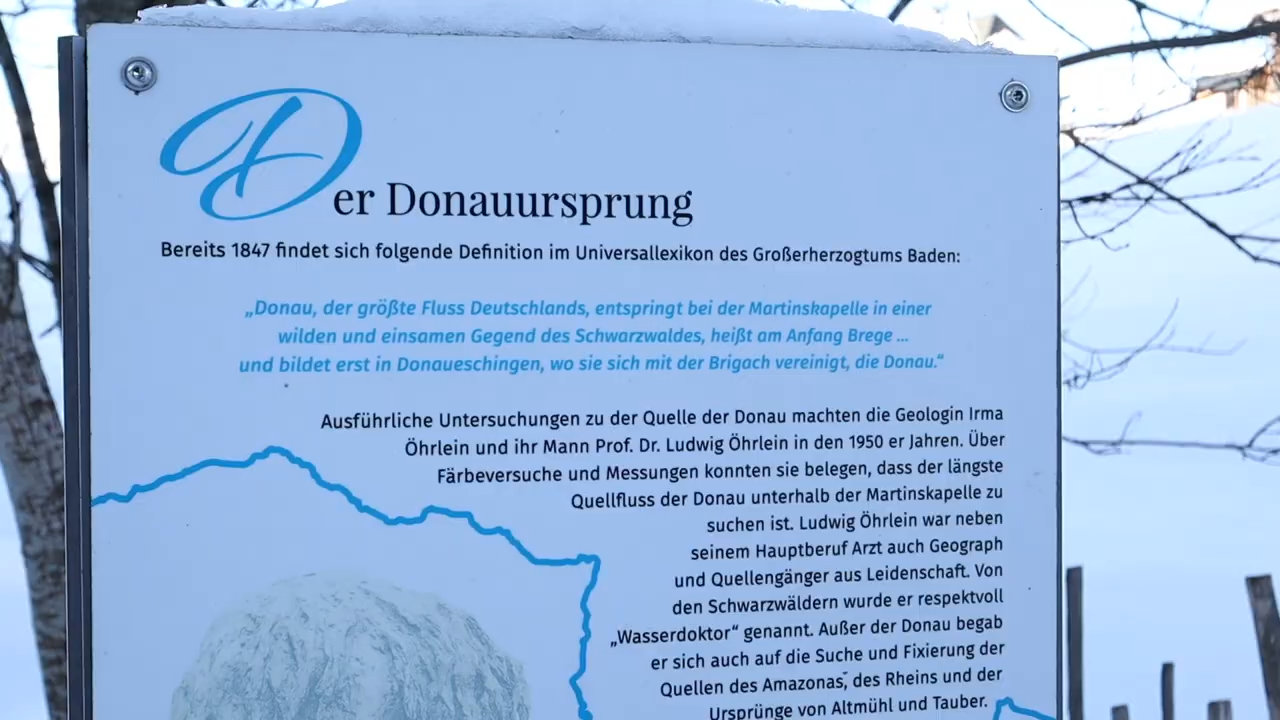 Der Donauursprung
Bereits 1847 findet sich folgende Definition im Universallexikon des Großerherzogtums Baden:
„Donau, der größte Fluss Deutschlands, entspringt bei der Martinskapelle in einer
wilden und einsamen Gegend des Schwarzwaldes, heißt am Anfang Brege ...
und bildet erst in Donaueschingen, wo sie sich mit der Brigach vereinigt, die Donau.“
Ausführliche Untersuchungen zu der Quelle der Donau machten die Geologin Irma
Öhrlein und ihr Mann Prof. Dr. Ludwig Öhrlein in den 1950 er Jahren. Über
Färbeversuche und Messungen konnten sie belegen, dass der längste
Quellfluss der Donau unterhalb der Martinskapelle zu
suchen ist. Ludwig Öhrlein war neben
seinem Hauptberuf Arzt auch Geograph
und Quellengänger aus Leidenschaft. Von
den Schwarzwäldern wurde er respektvoll
„Wasserdoktor“ genannt. Außer der Donau begab
er sich auch auf die Suche und Fixierung der
Quellen des Amazonas, des Rheins und der
Ursprünge von Altmühl und Tauber.